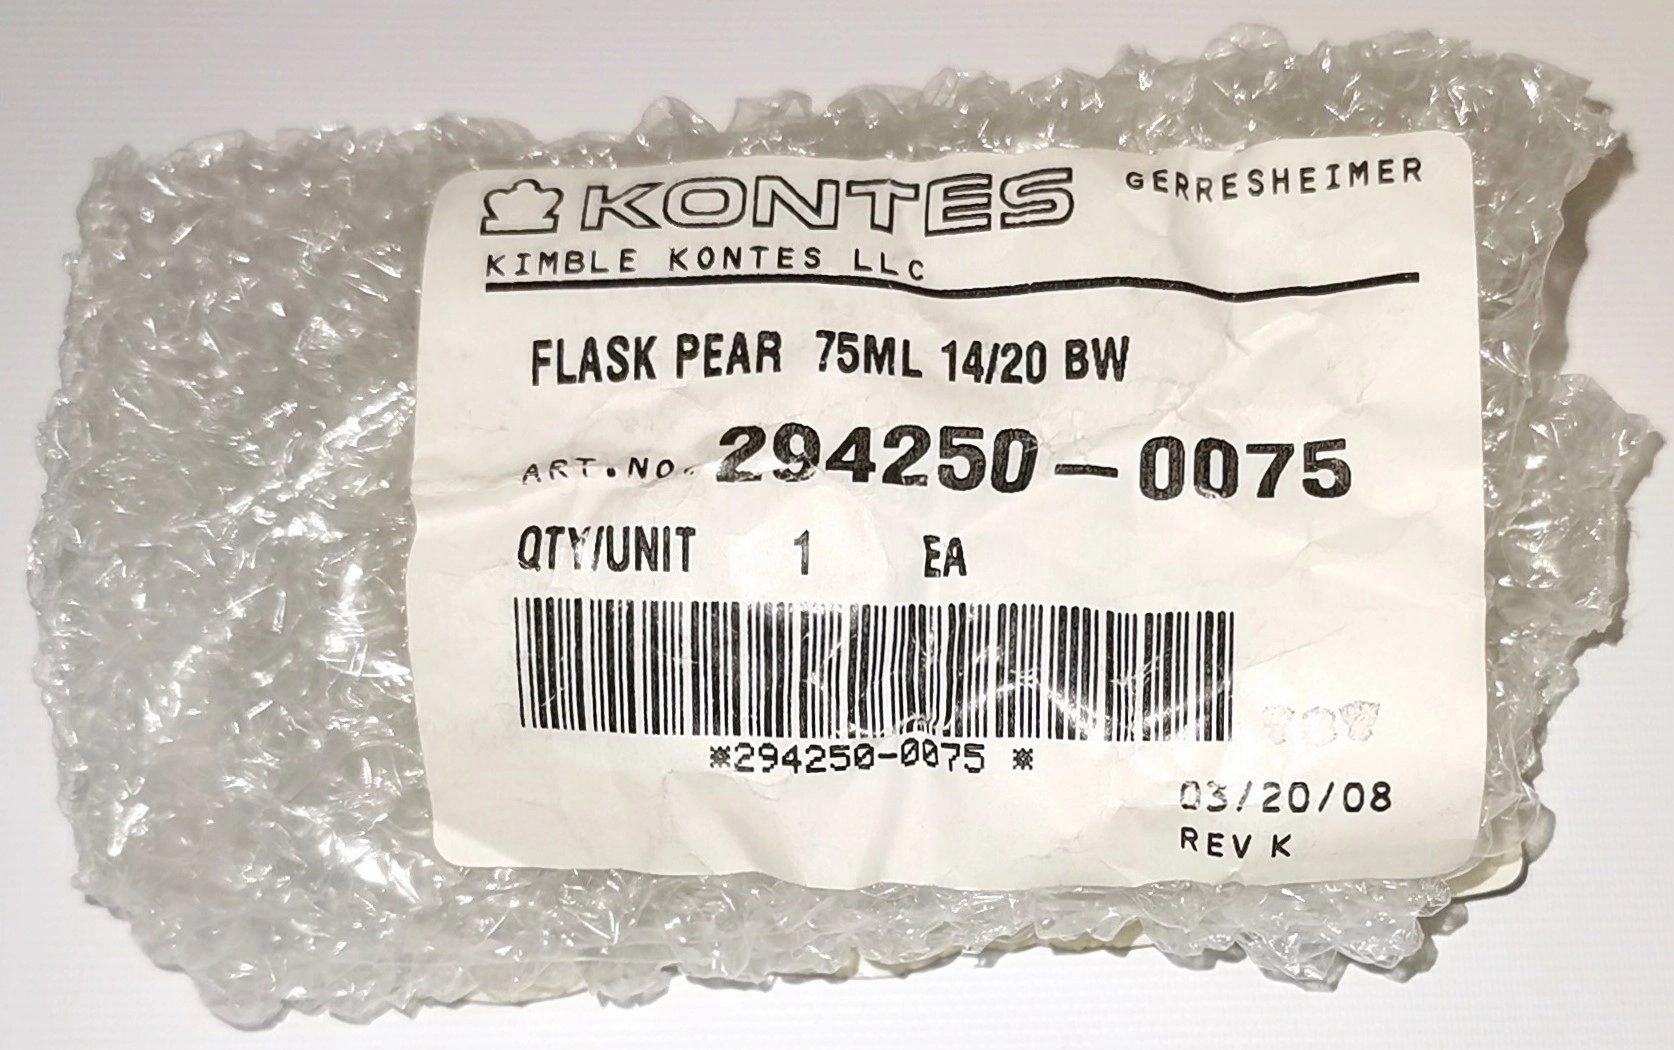 KONTES GERRESHEIMER
KIMBLE KONTES LLC
FLASK PEAR 75ML 14/20 BW
ART.NO. 294250-0075
QTY/UNIT 1 EA
*294250-0075 *
03/20/08
REV K